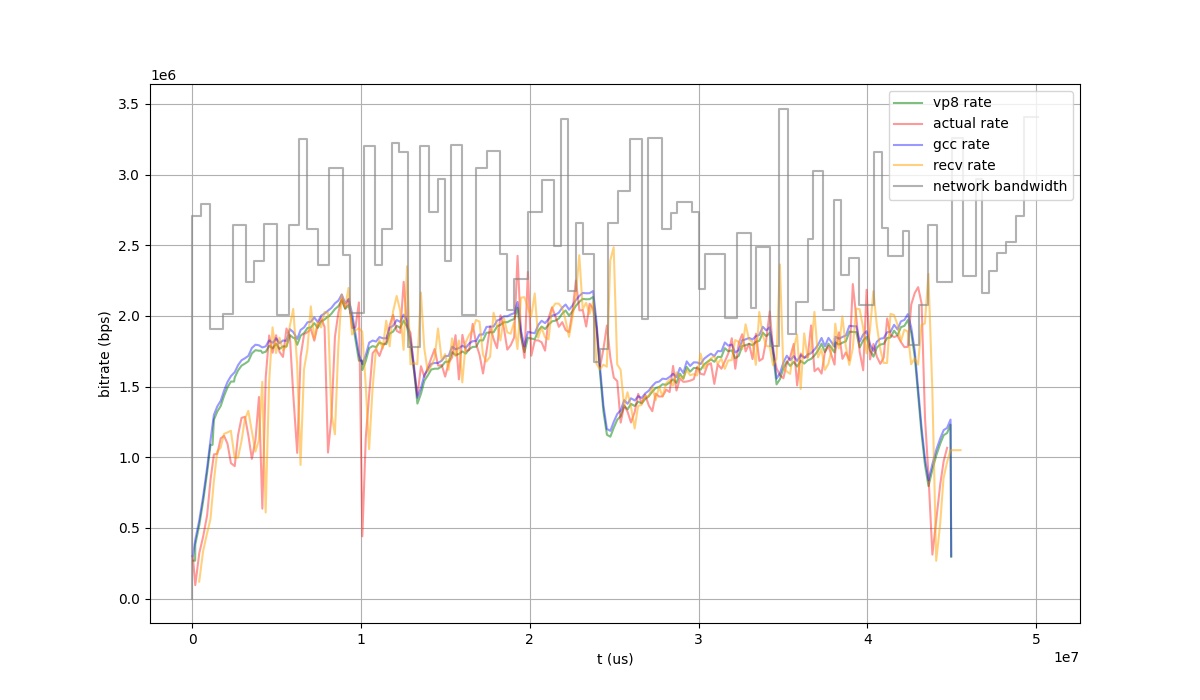 1e6
3.5
3.0
2.5
2.0
1.5
1.0
0.5
0.0
bitrate (bps)
vp8 rate
actual rate
gcc rate
recv rate
network bandwidth
0
1
2
3
4
5
t (us)
1e7